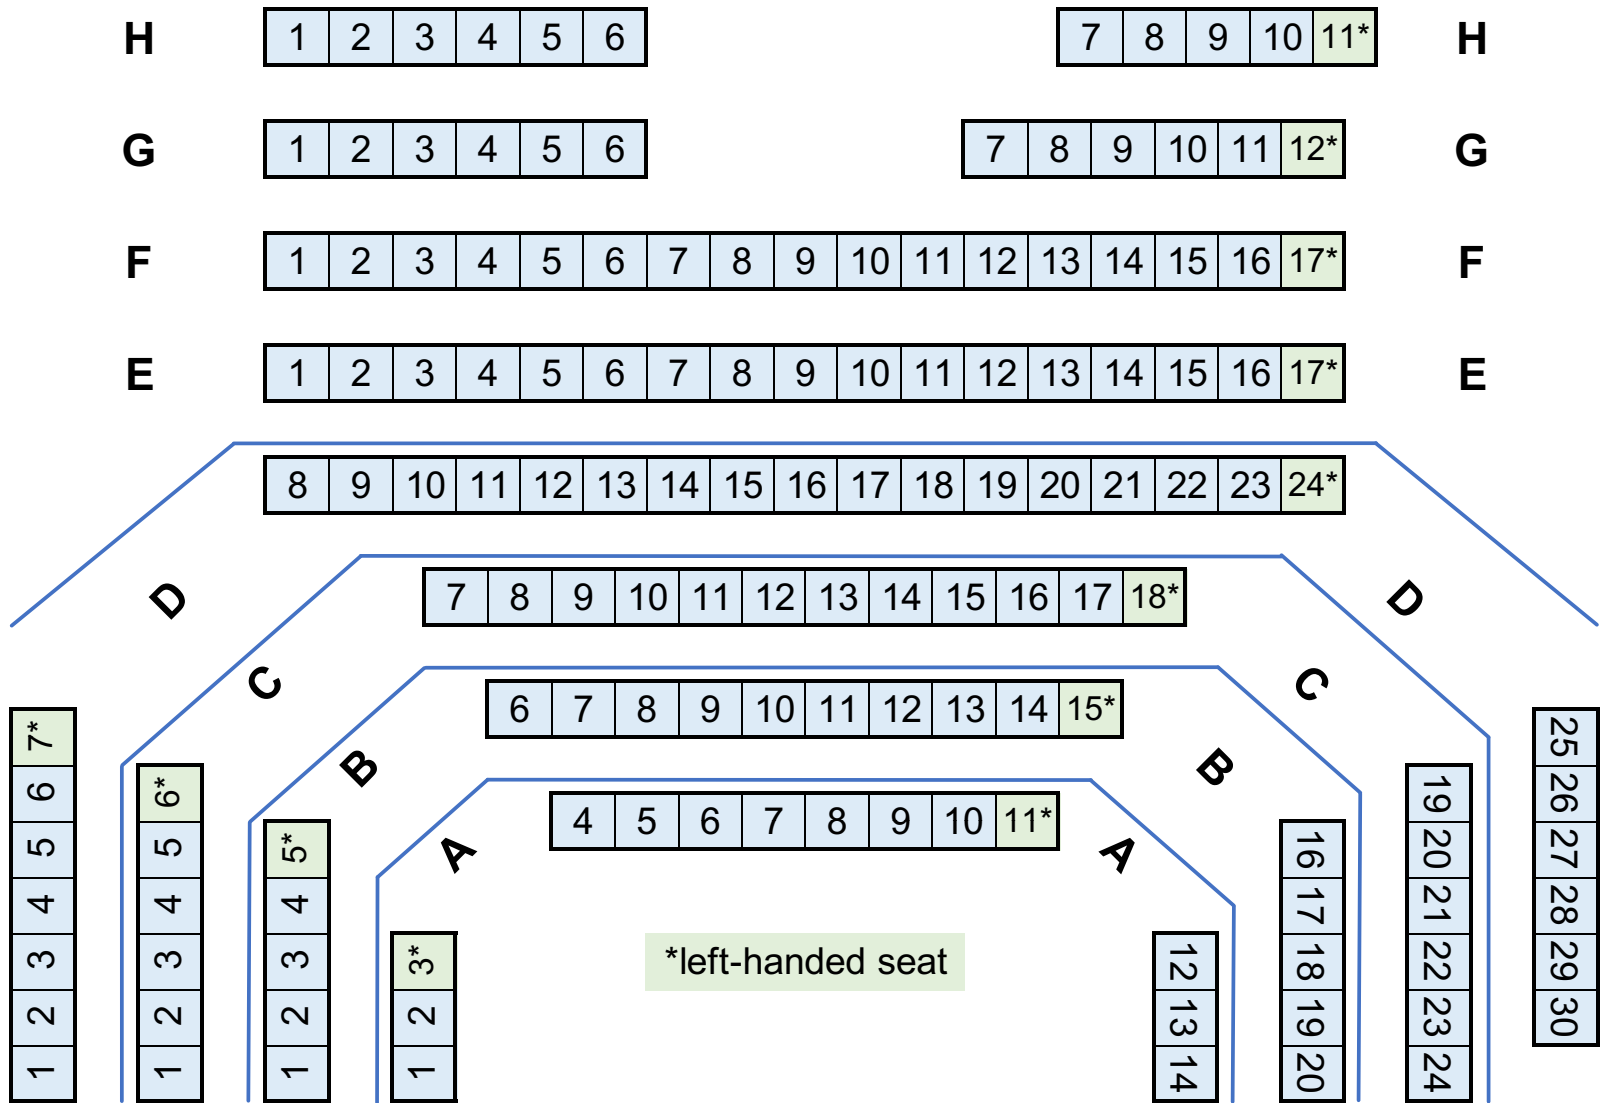 H 1 2 3 4 5 6 7 8 9 10 11* H
G 1 2 3 4 5 6 7 8 9 10 11 12* G
F 1 2 3 4 5 6 7 8 9 10 11 12 13 14 15 16 17* F
E 1 2 3 4 5 6 7 8 9 10 11 12 13 14 15 16 17* E
8 9 10 11 12 13 14 15 16 17 18 19 20 21 22 23 24*
D D
7 8 9 10 11 12 13 14 15 16 17 18*
C C
6 7 8 9 10 11 12 13 14 15*
B B
4 5 6 7 8 9 10 11*
A A
1 2 3 4 5 6 7*
1 2 3 4 5 6*
1 2 3 4 5*
1 2 3*
*left-handed seat
12 13 14
16 17 18 19 20
19 20 21 22 23 24
25 26 27 28 29 30